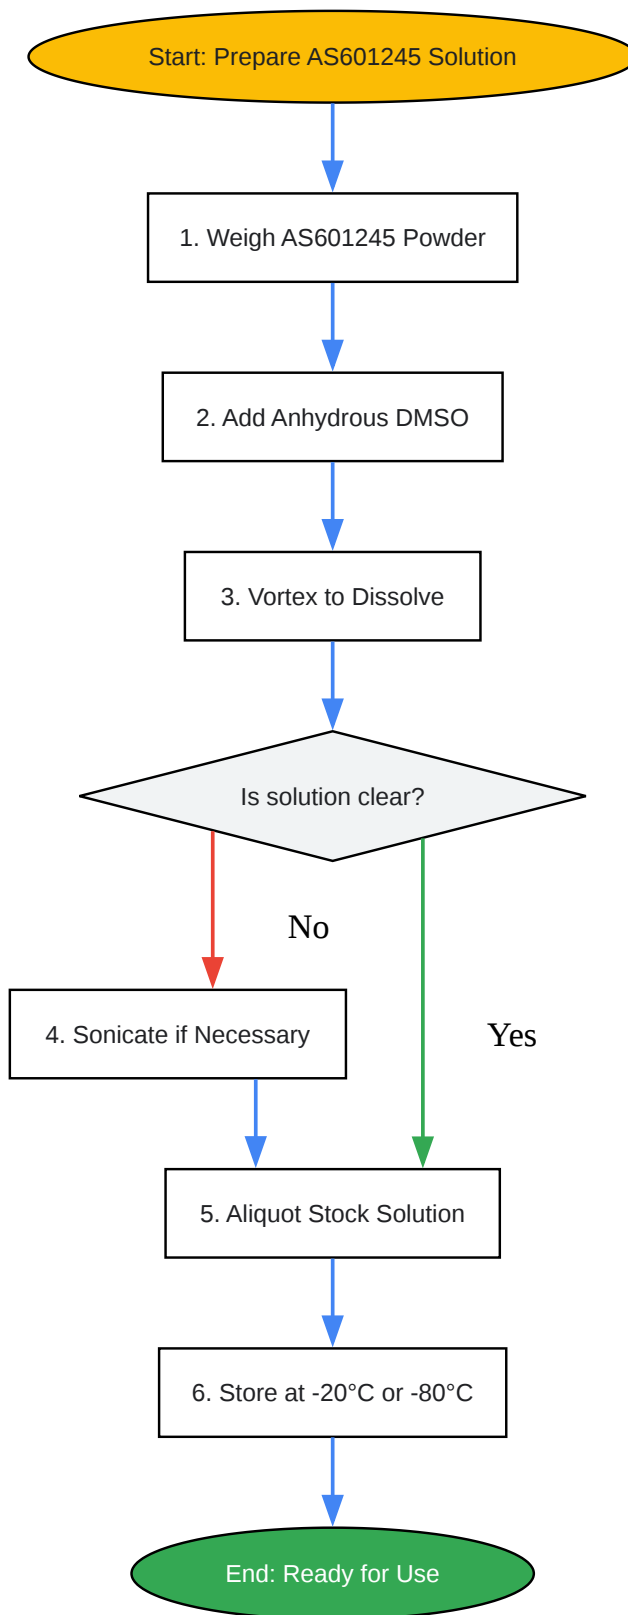 Start: Prepare AS601245 Solution
1. Weigh AS601245 Powder
2. Add Anhydrous DMSO
3. Vortex to Dissolve
Is solution clear?
No
4. Sonicate if Necessary
Yes
5. Aliquot Stock Solution
6. Store at -20°C or -80°C
End: Ready for Use